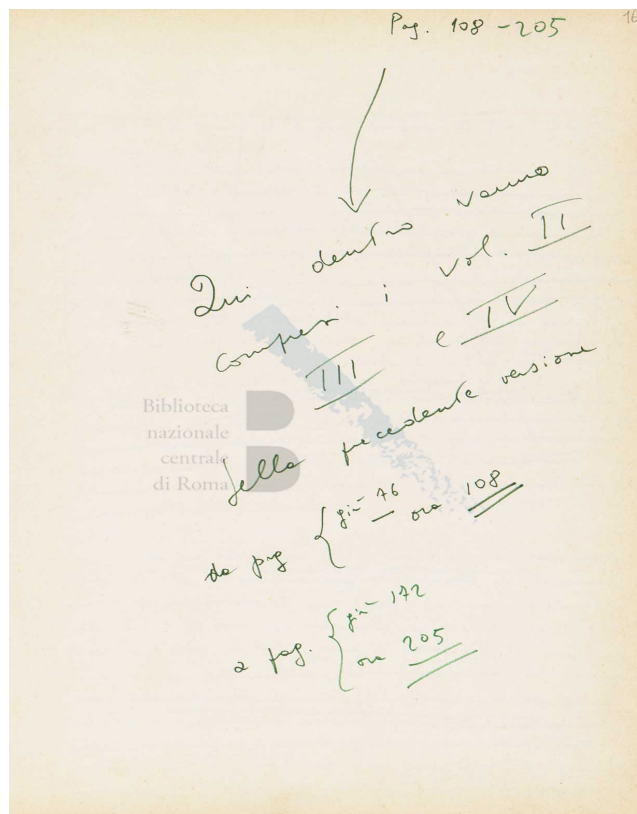 Pag. 108-205
16
Qui dentro vanno
compresi i vol. II
III e IV
della precedente versione
da pag { già 76 ora 108
a pag. { già 172
ora 205
Biblioteca
nazionale
centrale
di Roma